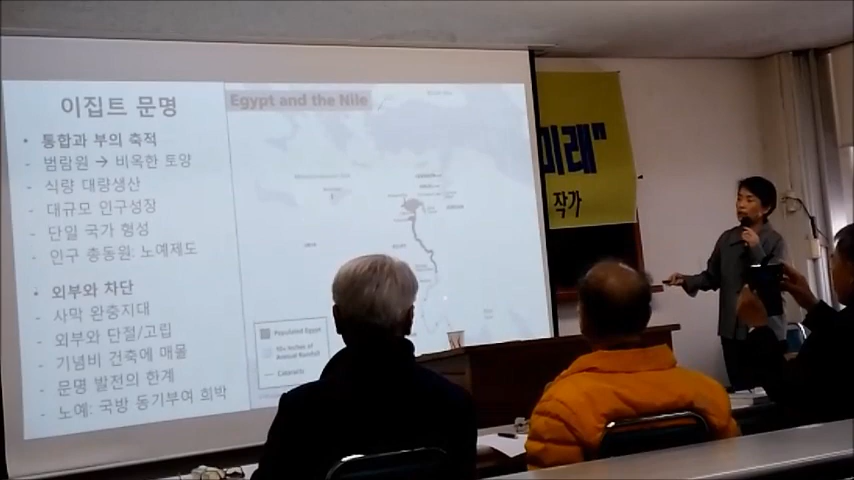 이집트 문명
• 통합과 부의 축적
- 범람원 → 비옥한 토양
- 식량 대량생산
- 대규모 인구성장
- 단일 국가 형성
- 인구 총동원: 노예제도
• 외부와 차단
- 사막 완충지대
- 외부와 단절/고립
- 기념비 건축에 매몰
- 문명 발전의 한계
- 노예: 국방 동기부여 희박
Egypt and the Nile
Populated Egypt
Annual Rainfall
Cataracts
미래"
작가